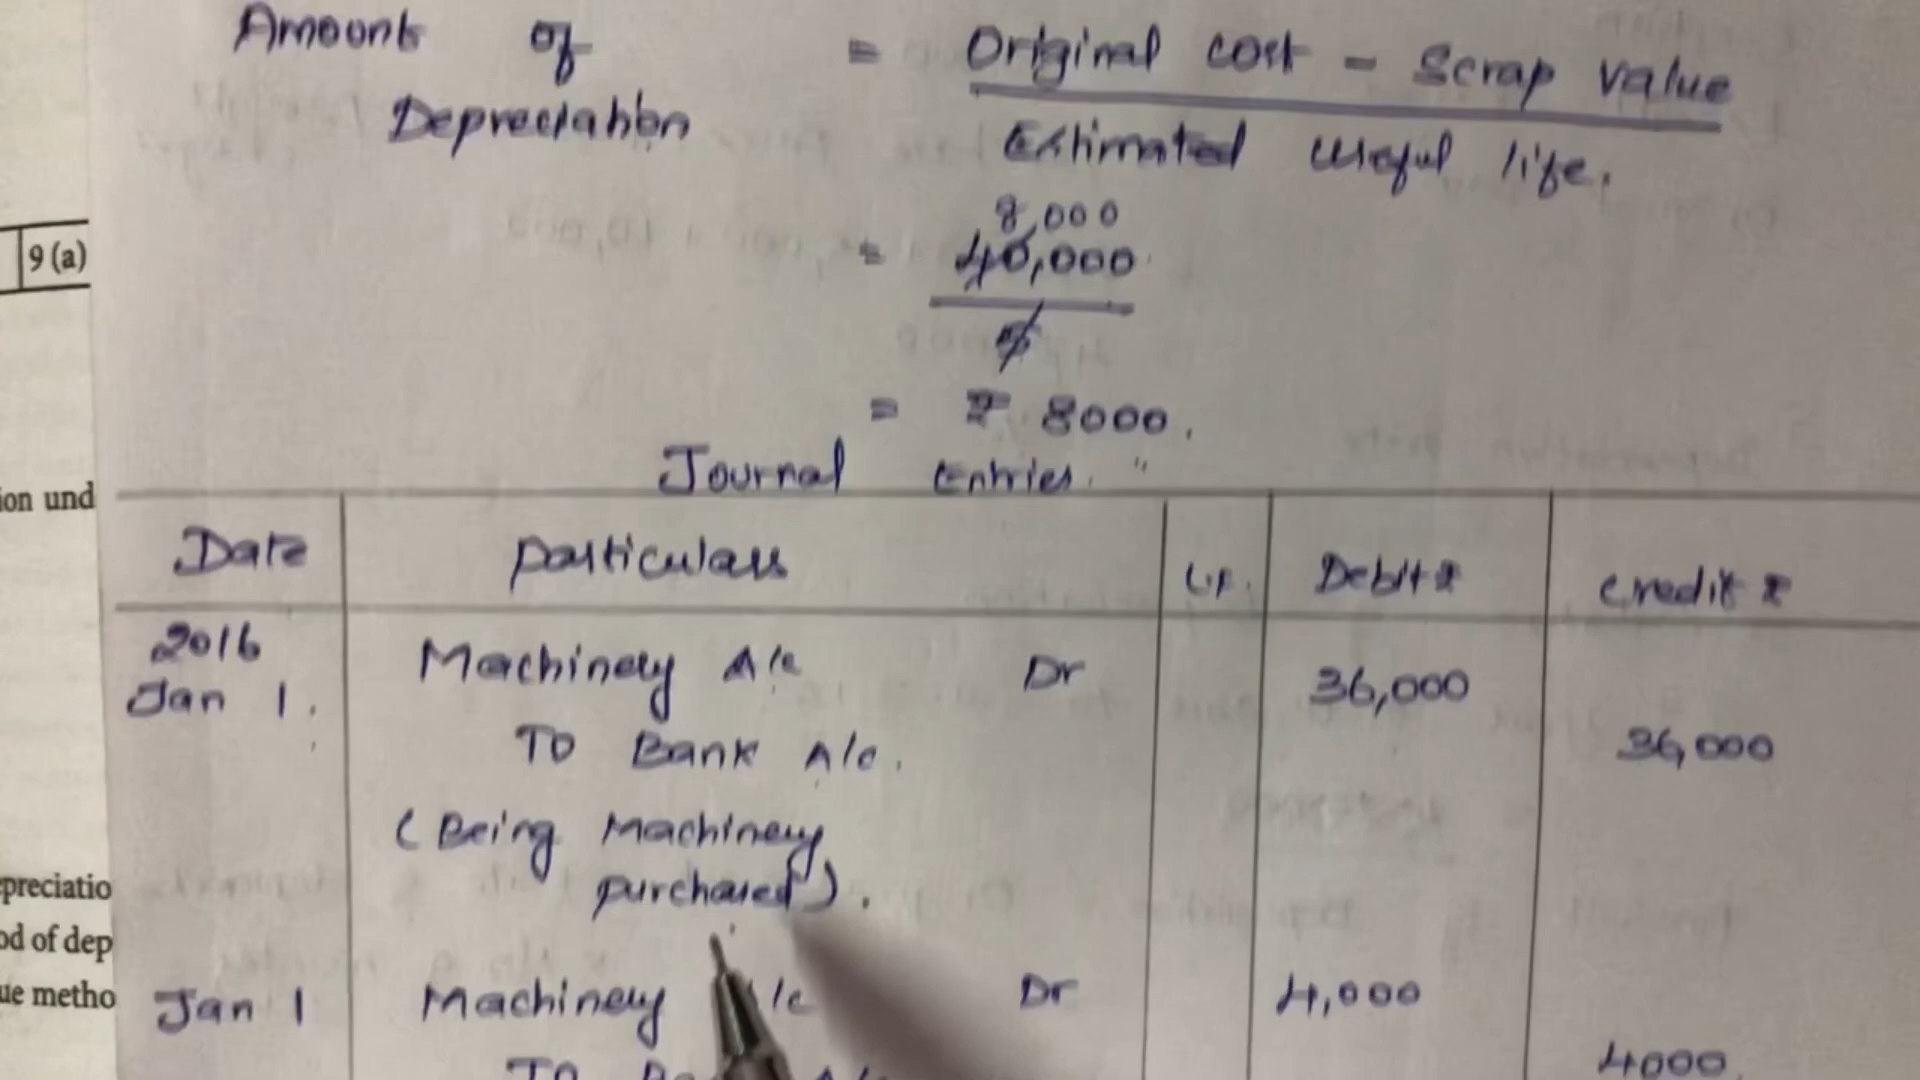 Amount of = Original cost - Scrap value
Depreciation Estimated useful life.
8,000
= 40,000
5
= ₹ 8000.
Journal Entries. "
Date Particulars L.F. Debit ₹ Credit ₹
2016 Machinery A/c Dr 36,000
Jan 1.
TO Bank A/c. 36,000
(Being Machinery
purchased).
Jan 1 Machinery A/c Dr 4,000
TO 4000
9 (a)
ion und
preciatio
od of dep
ue metho